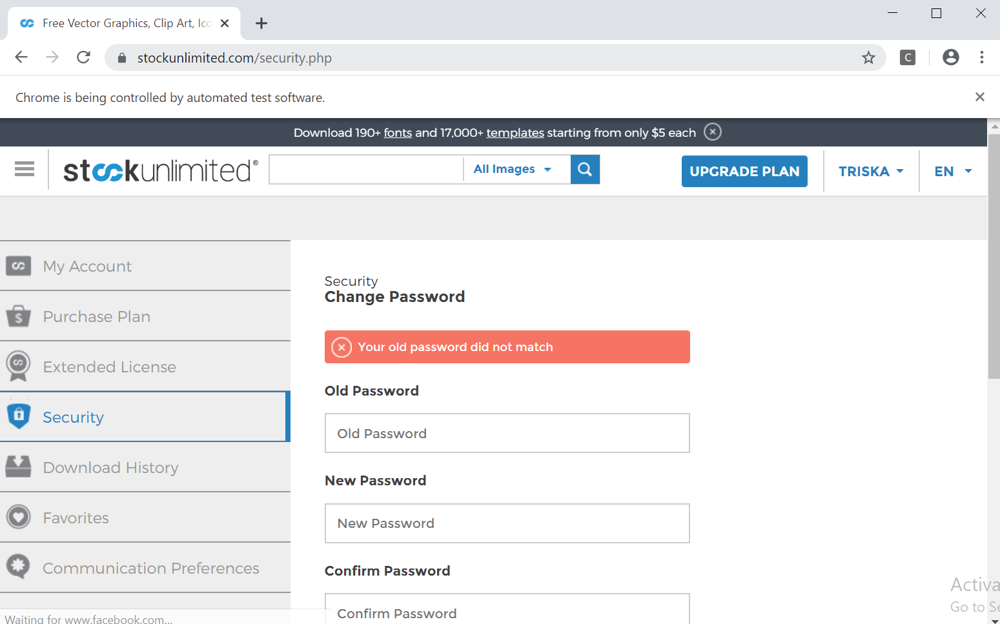 Free Vector Graphics, Clip Art, Ico
stockunlimited.com/security.php
C
Chrome is being controlled by automated test software.
Download 190+ fonts and 17,000+ templates starting from only $5 each
stockunlimited®
All Images
UPGRADE PLAN
TRISKA
EN
My Account
Purchase Plan
Extended License
Security
Download History
Favorites
Communication Preferences
Security
Change Password
Your old password did not match
Old Password
Old Password
New Password
New Password
Confirm Password
Confirm Password
Activa
Go to Se
Waiting for www.facebook.com...